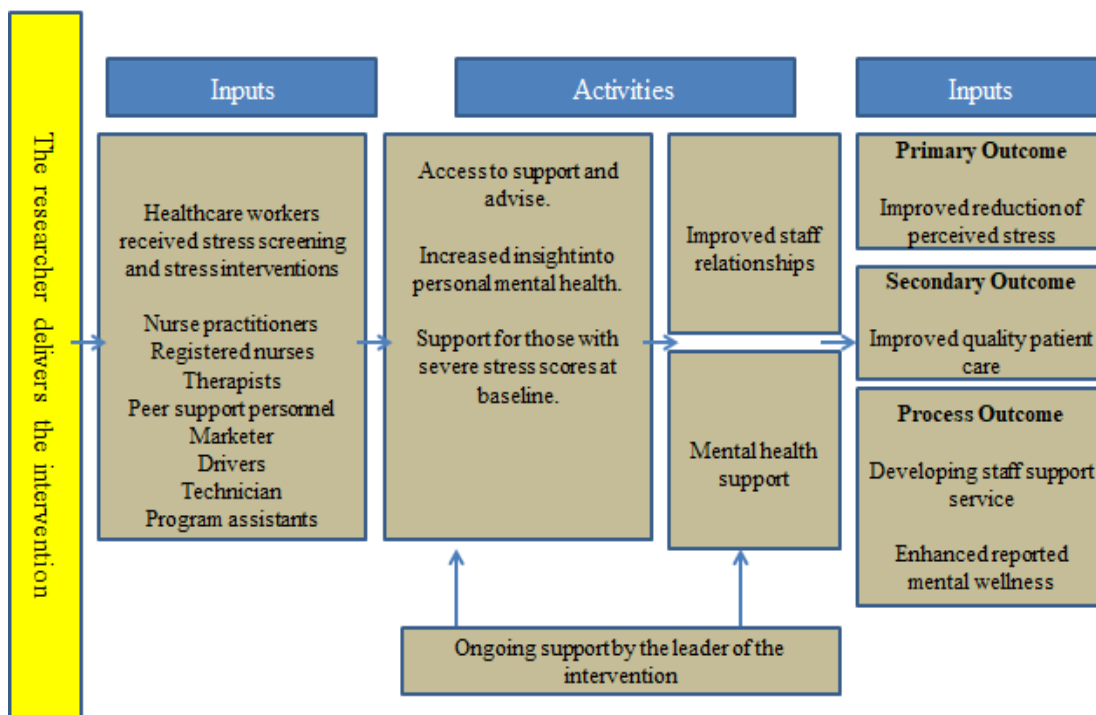 The researcher delivers the intervention
Inputs
Activities
Inputs
Healthcare workers
received stress screening
and stress interventions
Nurse practitioners
Registered nurses
Therapists
Peer support personnel
Marketer
Drivers
Technician
Program assistants
Access to support and
advise.
Increased insight into
personal mental health.
Support for those with
severe stress scores at
baseline.
Improved staff
relationships
Mental health
support
Primary Outcome
Improved reduction of
perceived stress
Secondary Outcome
Improved quality patient
care
Process Outcome
Developing staff support
service
Enhanced reported
mental wellness
Ongoing support by the leader of the
intervention